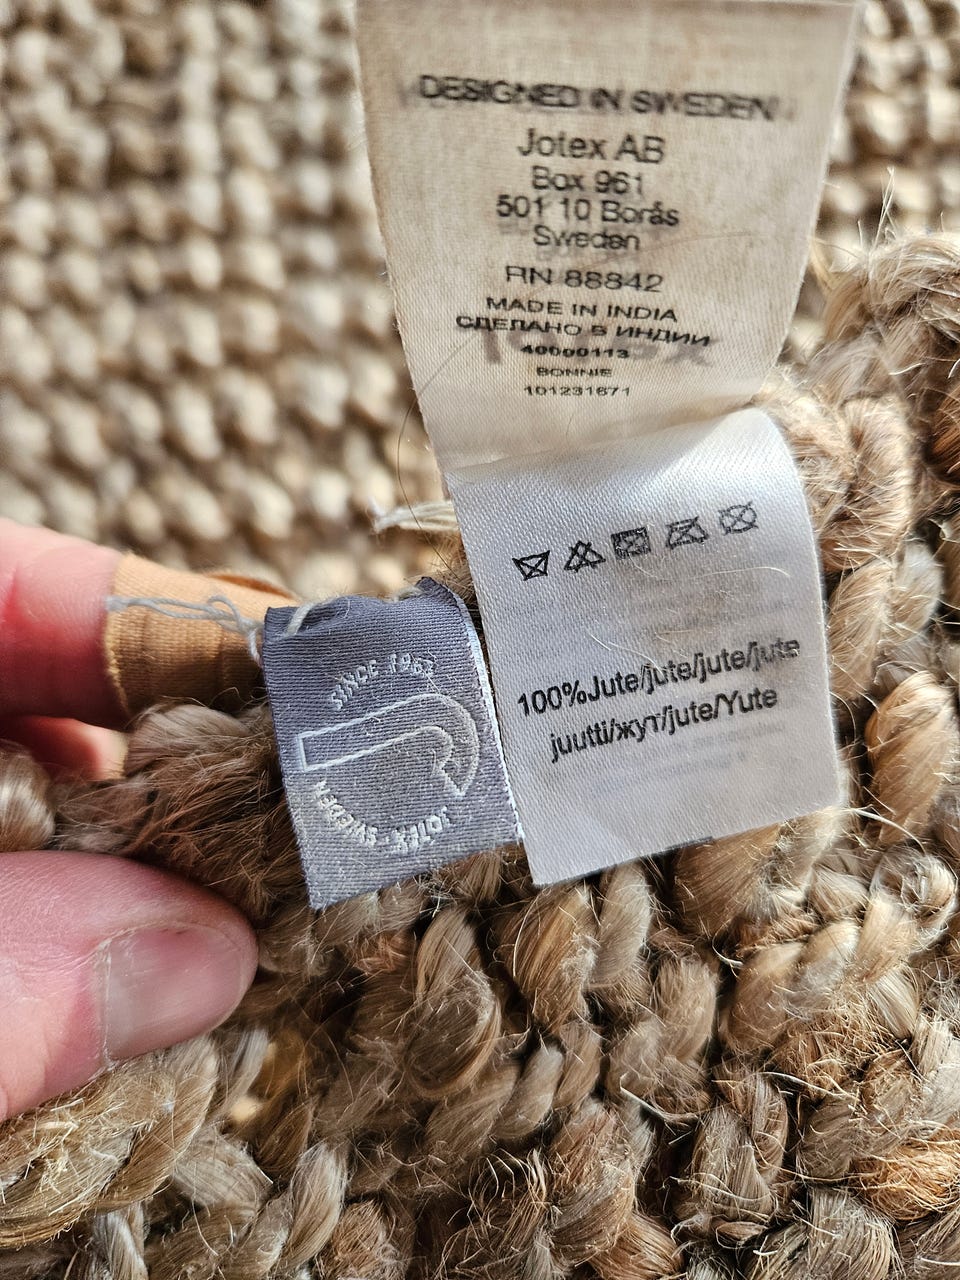 DESIGNED IN SWEDEN
Jotex AB
Box 961
501 10 Borås
Sweden
RN 88842
MADE IN INDIA
СДЕЛАНО В ИНДИИ
40000113
BONNIE
101231671
100%Jute/jute/jute/jute
juutti/жут/jute/Yute
SINCE 1963
JOTEX · SWEDEN